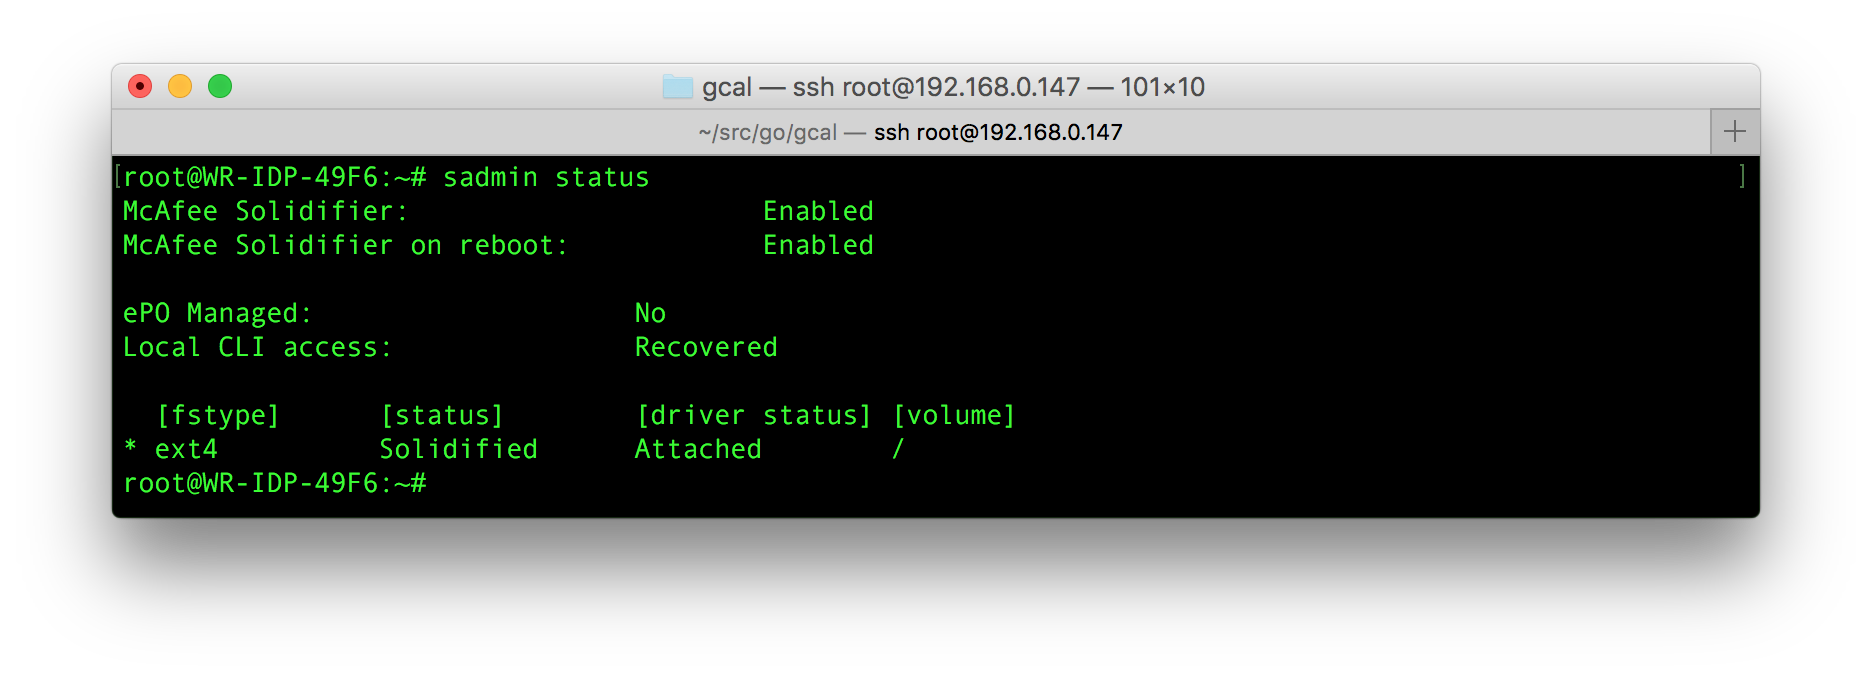 gcal — ssh root@192.168.0.147 — 101×10
~/src/go/gcal — ssh root@192.168.0.147
[root@WR-IDP-49F6:~# sadmin status ]
McAfee Solidifier: Enabled
McAfee Solidifier on reboot: Enabled
ePO Managed: No
Local CLI access: Recovered
[fstype] [status] [driver status] [volume]
* ext4 Solidified Attached /
root@WR-IDP-49F6:~#